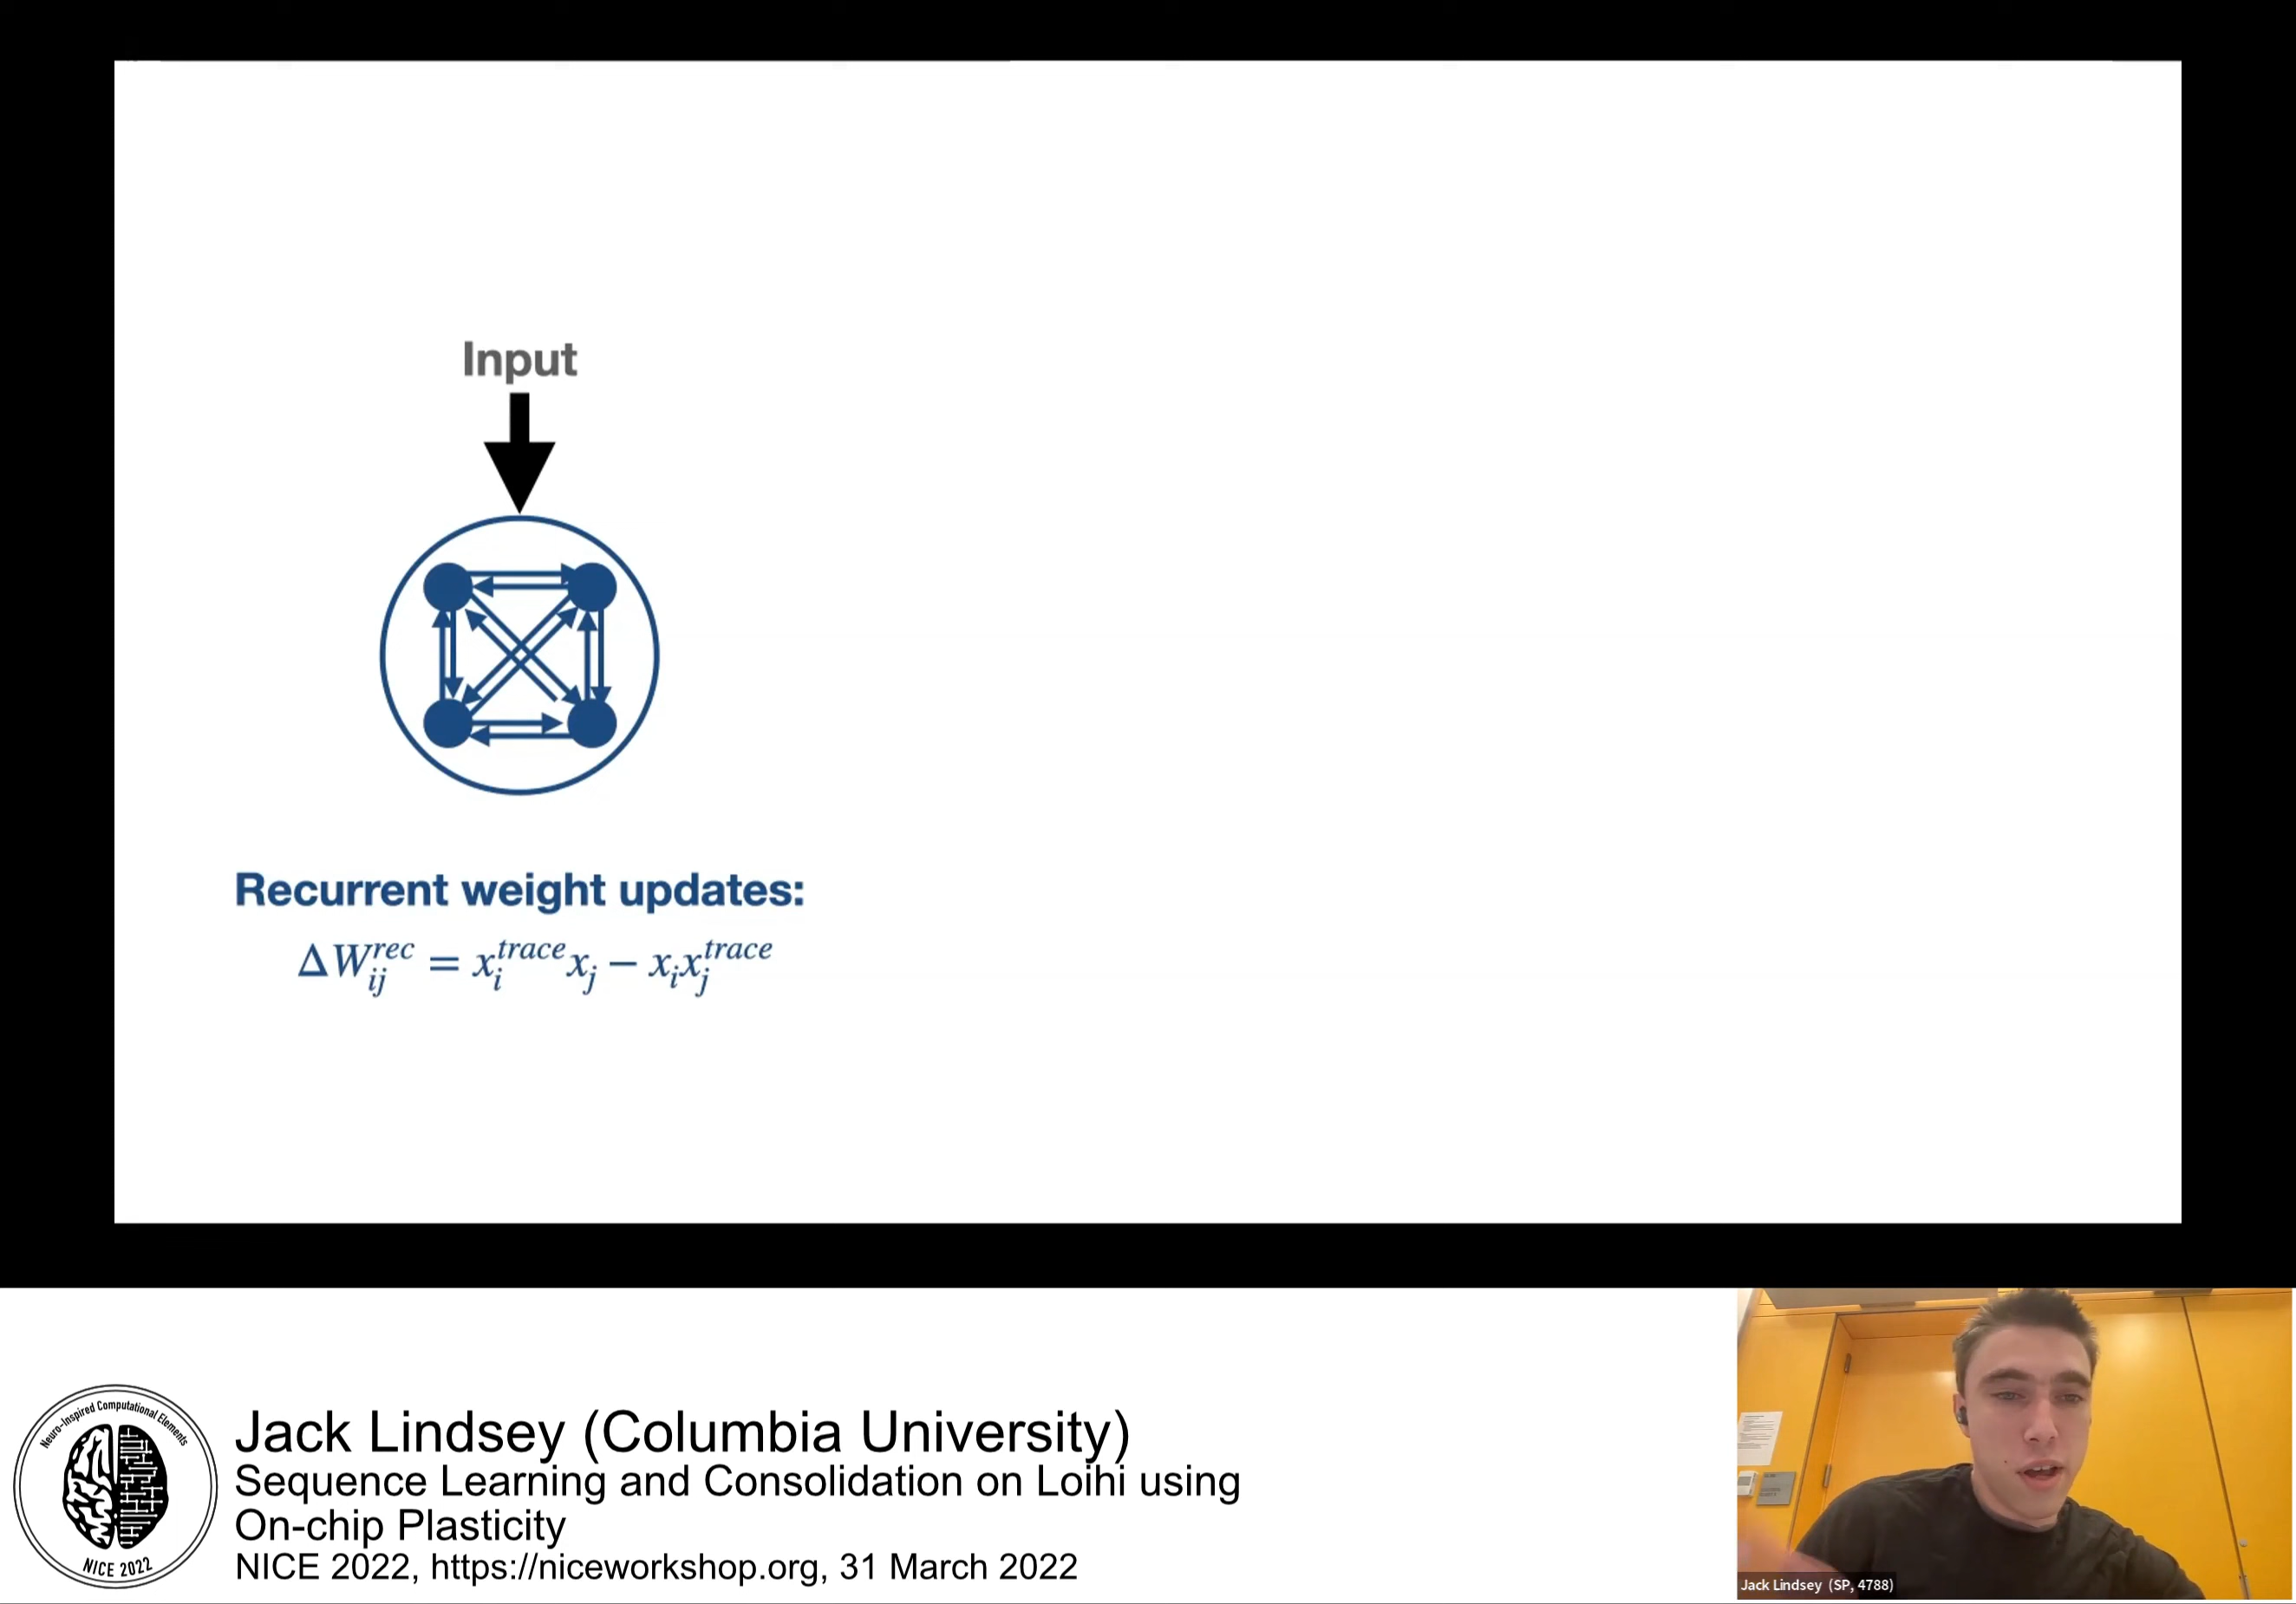 Input
Recurrent weight updates:
ΔW_{ij}^{rec} = x_i^{trace} x_j − x_i x_j^{trace}
Neuro-Inspired Computational Elements
NICE 2022
Jack Lindsey (Columbia University)
Sequence Learning and Consolidation on Loihi using
On-chip Plasticity
NICE 2022, https://niceworkshop.org, 31 March 2022
Jack Lindsey (SP, 4788)